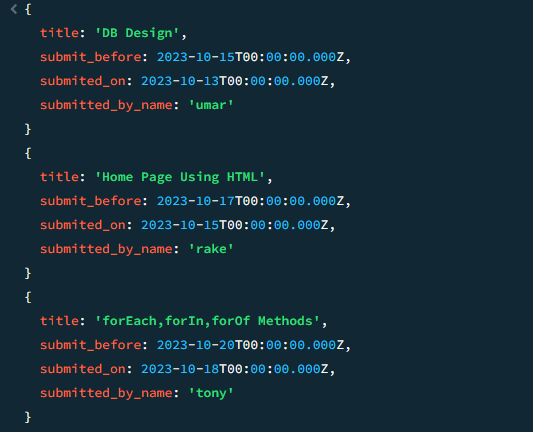 {
title: 'DB Design',
submit_before: 2023-10-15T00:00:00.000Z,
submited_on: 2023-10-13T00:00:00.000Z,
submitted_by_name: 'umar'
}
{
title: 'Home Page Using HTML',
submit_before: 2023-10-17T00:00:00.000Z,
submited_on: 2023-10-15T00:00:00.000Z,
submitted_by_name: 'rake'
}
{
title: 'forEach,forIn,forOf Methods',
submit_before: 2023-10-20T00:00:00.000Z,
submited_on: 2023-10-18T00:00:00.000Z,
submitted_by_name: 'tony'
}